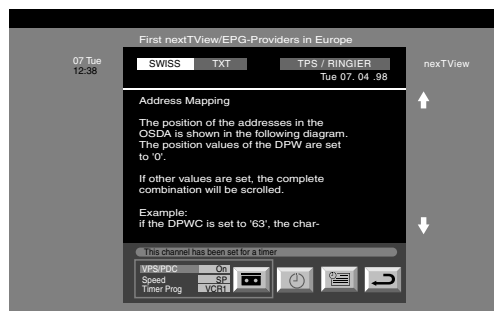 First nextTView/EPG-Providers in Europe
07 Tue
12:38
SWISS TXT TPS / RINGIER
nexTView
Tue 07. 04 .98
Address Mapping
The position of the addresses in the
OSDA is shown in the following diagram.
The position values of the DPW are set
to '0'.
If other values are set, the complete
combination will be scrolled.
Example:
if the DPWC is set to '63', the char-
This channel has been set for a timer
VPS/PDC On
Speed SP
Timer Prog VCR1